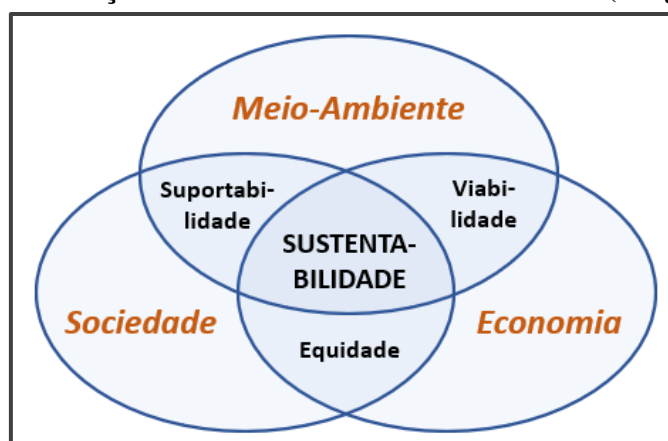 Meio-Ambiente
Suportabi-
lidade
Viabi-
lidade
SUSTENTA-
BILIDADE
Sociedade
Economia
Equidade